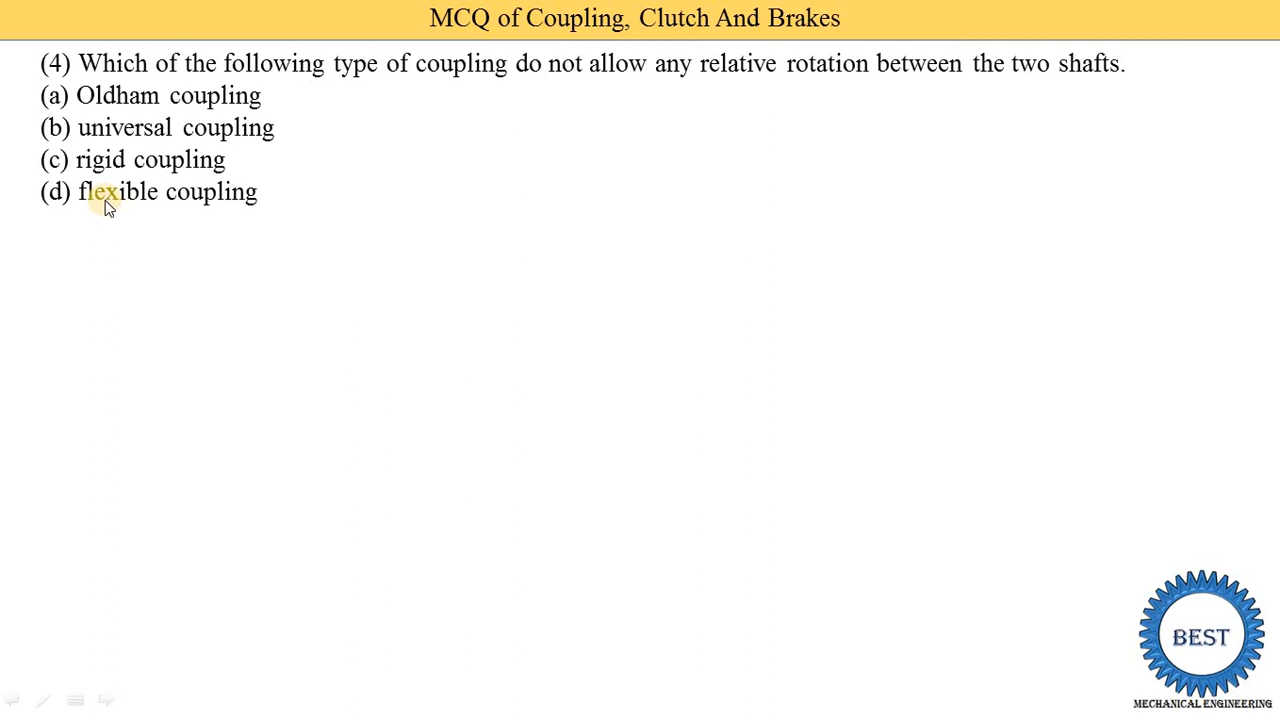 MCQ of Coupling, Clutch And Brakes
(4) Which of the following type of coupling do not allow any relative rotation between the two shafts.
(a) Oldham coupling
(b) universal coupling
(c) rigid coupling
(d) flexible coupling
BEST
MECHANICAL ENGINEERING